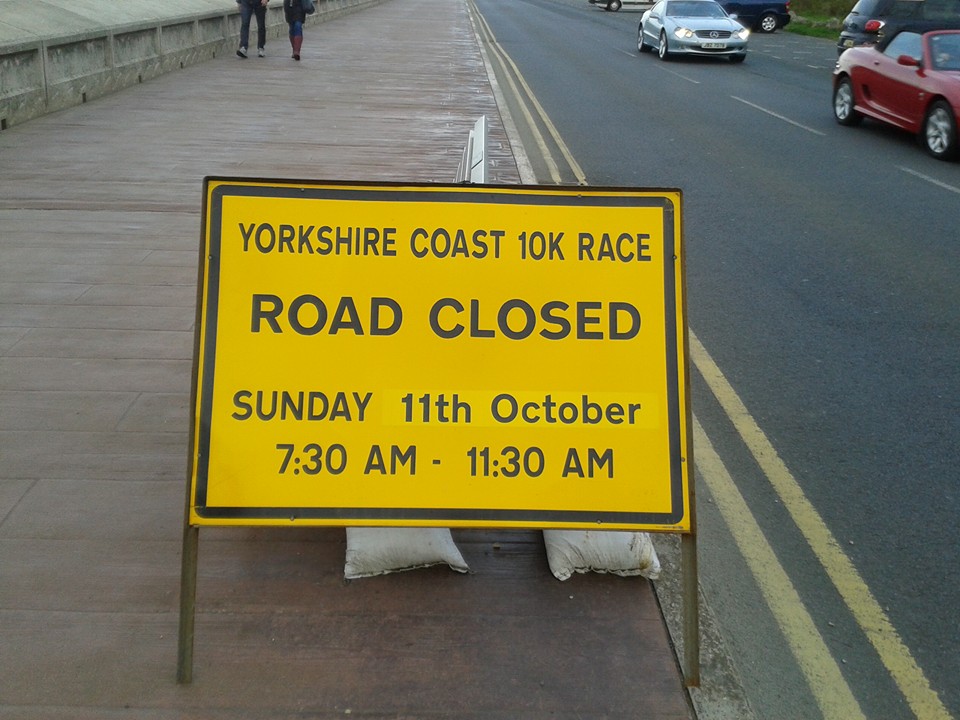 YORKSHIRE COAST 10K RACE
ROAD CLOSED
SUNDAY 11th October
7:30 AM - 11:30 AM